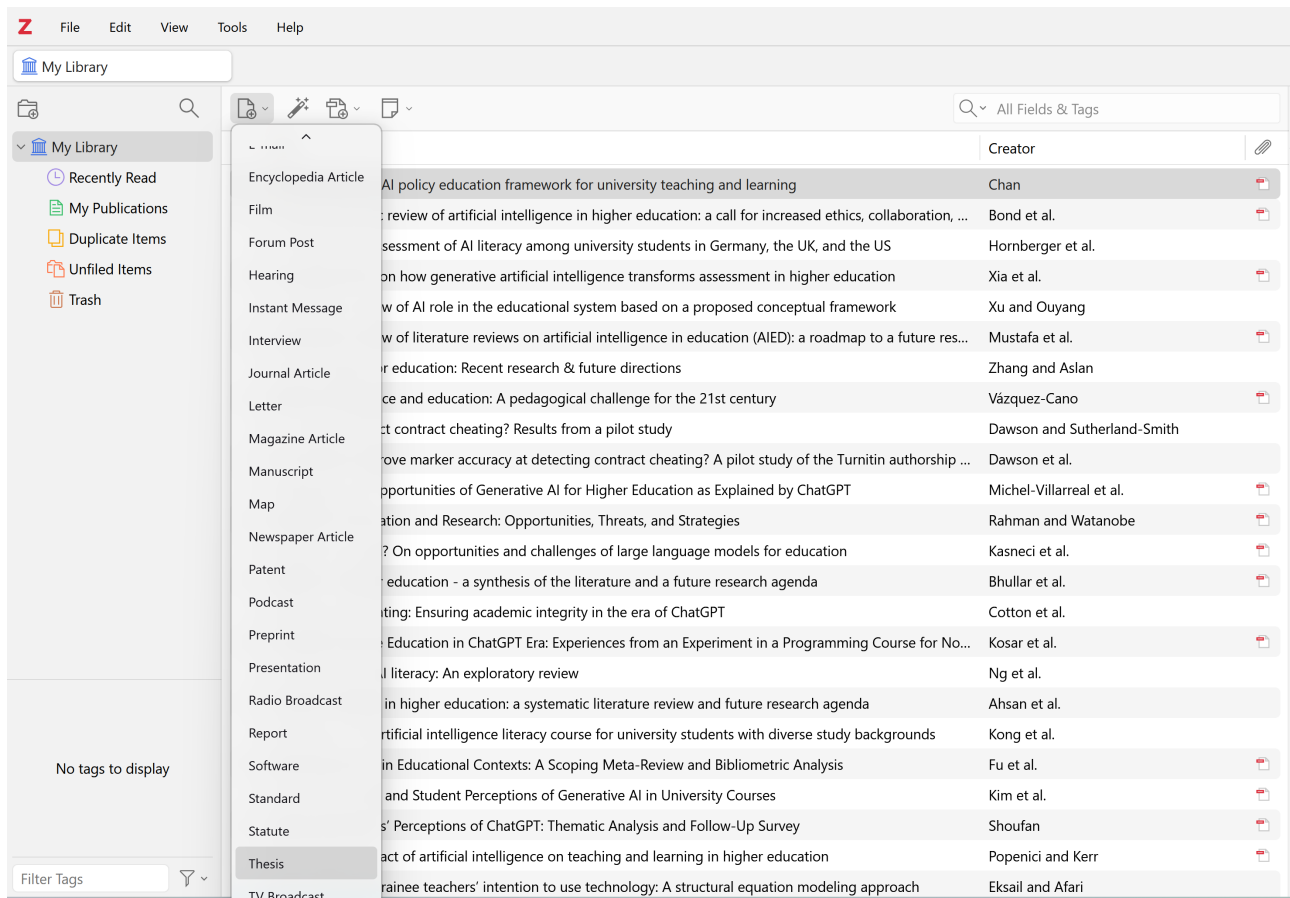 Z File Edit View Tools Help
My Library
All Fields & Tags
My Library
Recently Read
My Publications
Duplicate Items
Unfiled Items
Trash
No tags to display
Filter Tags
E-mail
Encyclopedia Article
Film
Forum Post
Hearing
Instant Message
Interview
Journal Article
Letter
Magazine Article
Manuscript
Map
Newspaper Article
Patent
Podcast
Preprint
Presentation
Radio Broadcast
Report
Software
Standard
Statute
Thesis
TV Broadcast
Creator
AI policy education framework for university teaching and learning Chan
review of artificial intelligence in higher education: a call for increased ethics, collaboration, ... Bond et al.
sessment of AI literacy among university students in Germany, the UK, and the US Hornberger et al.
on how generative artificial intelligence transforms assessment in higher education Xia et al.
w of AI role in the educational system based on a proposed conceptual framework Xu and Ouyang
w of literature reviews on artificial intelligence in education (AIED): a roadmap to a future res... Mustafa et al.
or education: Recent research & future directions Zhang and Aslan
ce and education: A pedagogical challenge for the 21st century Vázquez-Cano
ct contract cheating? Results from a pilot study Dawson and Sutherland-Smith
rove marker accuracy at detecting contract cheating? A pilot study of the Turnitin authorship ... Dawson et al.
pportunities of Generative AI for Higher Education as Explained by ChatGPT Michel-Villarreal et al.
ation and Research: Opportunities, Threats, and Strategies Rahman and Watanobe
? On opportunities and challenges of large language models for education Kasneci et al.
education - a synthesis of the literature and a future research agenda Bhullar et al.
ting: Ensuring academic integrity in the era of ChatGPT Cotton et al.
Education in ChatGPT Era: Experiences from an Experiment in a Programming Course for No... Kosar et al.
AI literacy: An exploratory review Ng et al.
in higher education: a systematic literature review and future research agenda Ahsan et al.
rtificial intelligence literacy course for university students with diverse study backgrounds Kong et al.
in Educational Contexts: A Scoping Meta-Review and Bibliometric Analysis Fu et al.
and Student Perceptions of Generative AI in University Courses Kim et al.
s' Perceptions of ChatGPT: Thematic Analysis and Follow-Up Survey Shoufan
act of artificial intelligence on teaching and learning in higher education Popenici and Kerr
rainee teachers' intention to use technology: A structural equation modeling approach Eksail and Afari